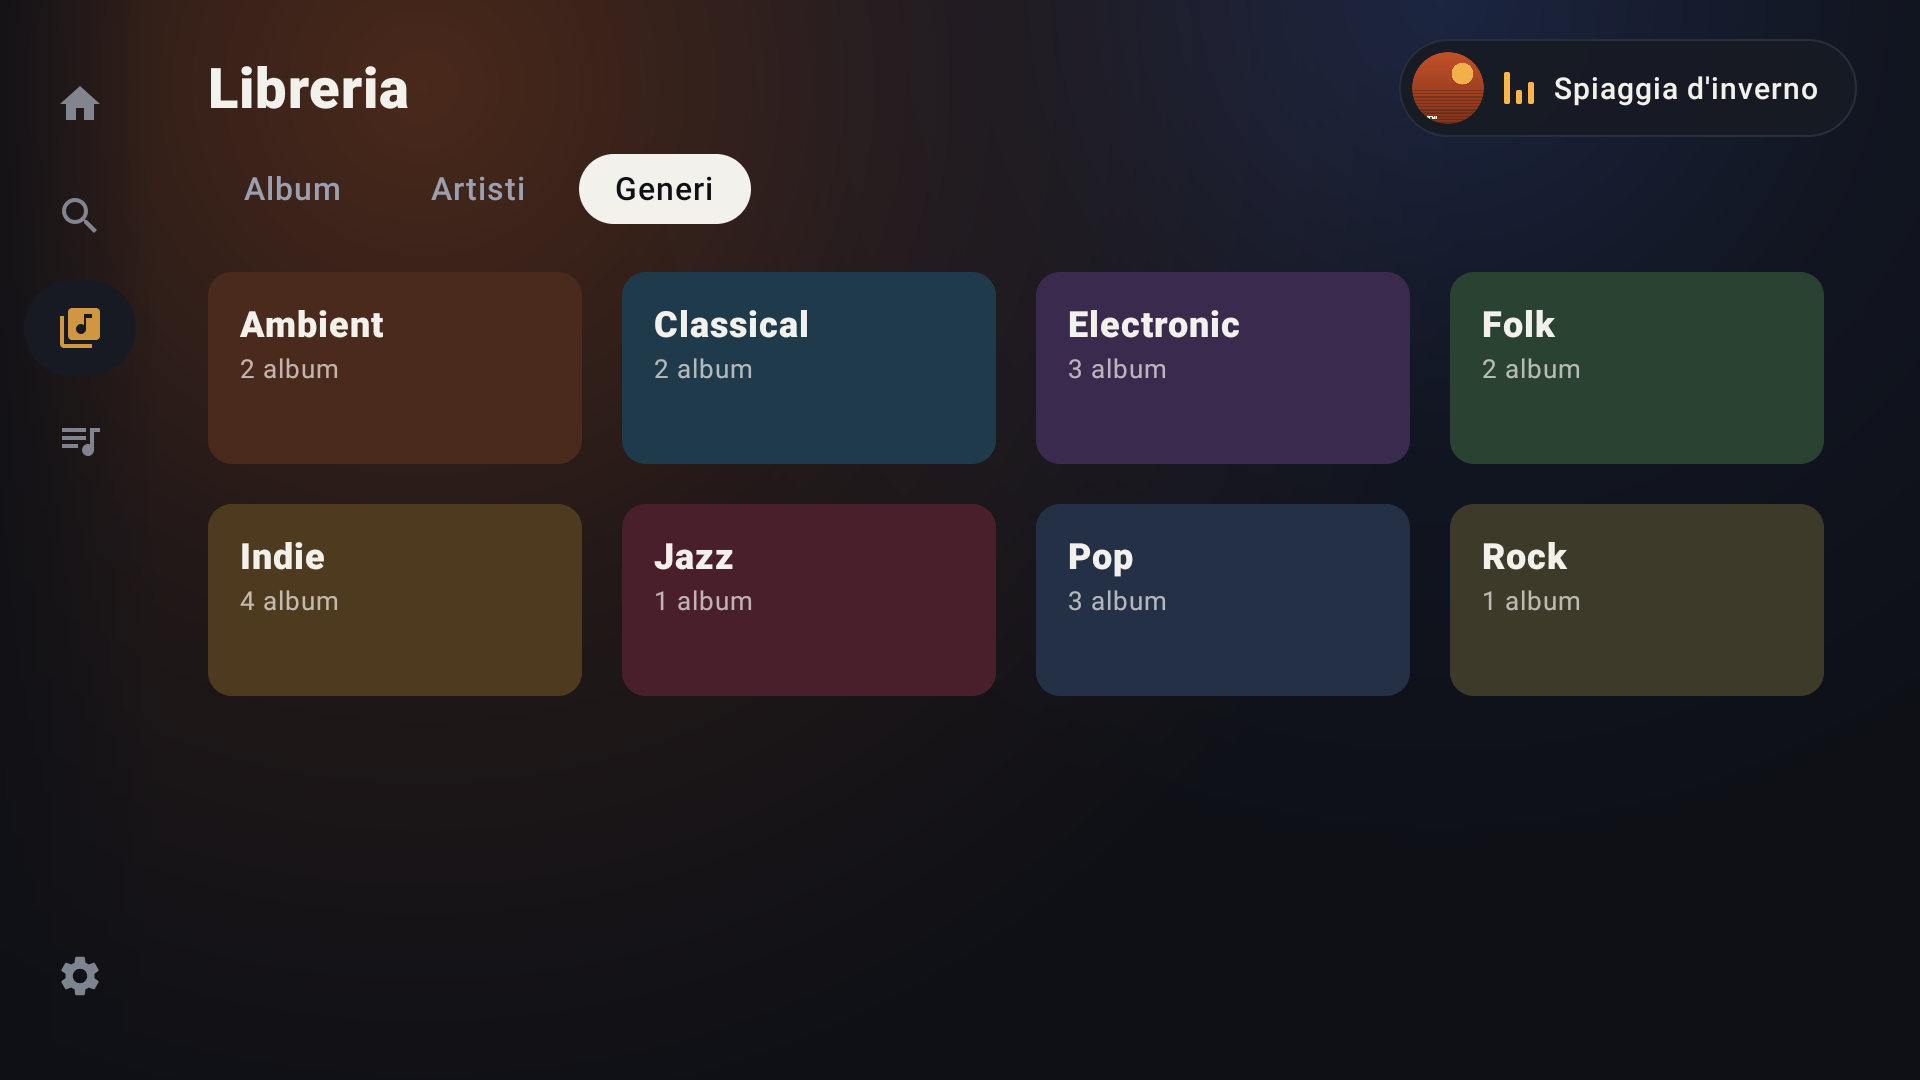 Libreria
Spiaggia d'inverno
Album
Artisti
Generi
Ambient
2 album
Classical
2 album
Electronic
3 album
Folk
2 album
Indie
4 album
Jazz
1 album
Pop
3 album
Rock
1 album